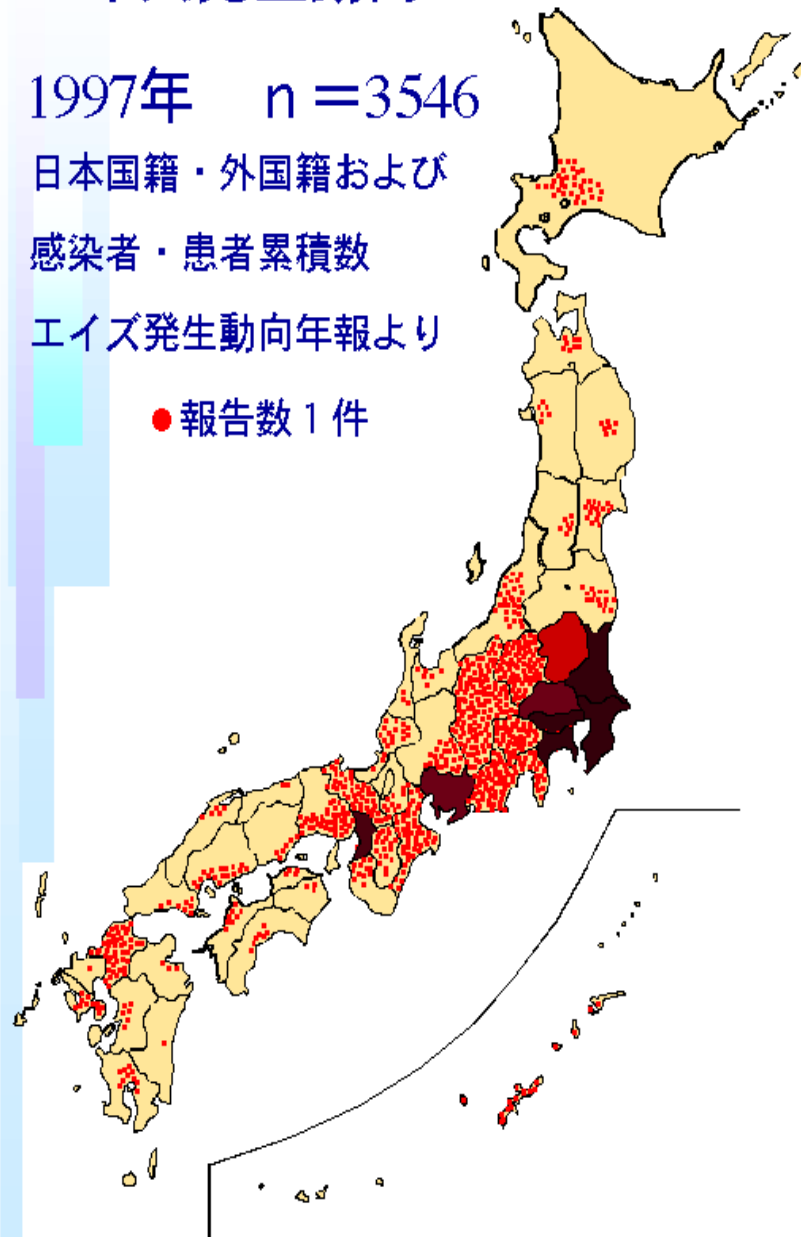 1997年 n=3546
日本国籍・外国籍および
感染者・患者累積数
エイズ発生動向年報より
●報告数1件